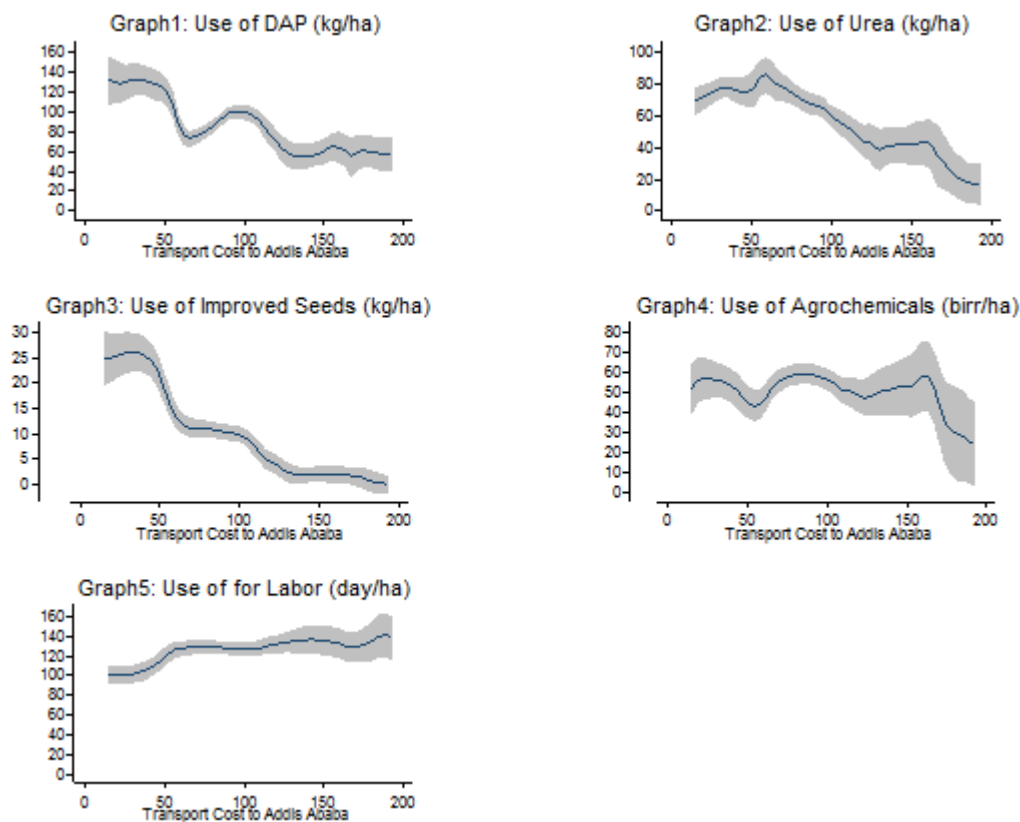 Graph1: Use of DAP (kg/ha)
160
140
120
100
80
60
40
20
0
0 50 100 150 200
Transport Cost to Addis Ababa
Graph2: Use of Urea (kg/ha)
100
80
60
40
20
0
0 50 100 150 200
Transport Cost to Addis Ababa
Graph3: Use of Improved Seeds (kg/ha)
30
25
20
15
10
5
0
0 50 100 150 200
Transport Cost to Addis Ababa
Graph4: Use of Agrochemicals (birr/ha)
80
70
60
50
40
30
20
10
0
0 50 100 150 200
Transport Cost to Addis Ababa
Graph5: Use of for Labor (day/ha)
160
140
120
100
80
60
40
20
0
0 50 100 150 200
Transport Cost to Addis Ababa